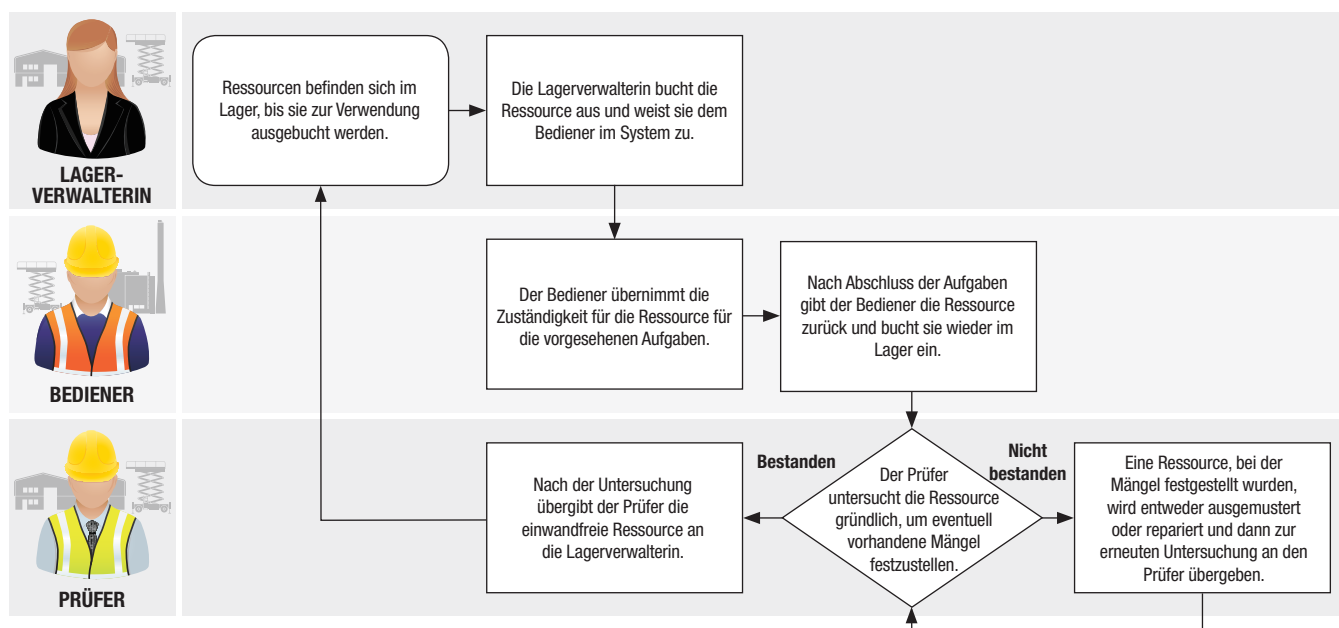 LAGER-
VERWALTERIN
Ressourcen befinden sich im
Lager, bis sie zur Verwendung
ausgebucht werden.
Die Lagerverwalterin bucht die
Ressource aus und weist sie dem
Bediener im System zu.
BEDIENER
Der Bediener übernimmt die
Zuständigkeit für die Ressource für
die vorgesehenen Aufgaben.
Nach Abschluss der Aufgaben
gibt der Bediener die Ressource
zurück und bucht sie wieder im
Lager ein.
PRÜFER
Nach der Untersuchung
übergibt der Prüfer die
einwandfreie Ressource an
die Lagerverwalterin.
Bestanden
Der Prüfer
untersucht die Ressource
gründlich, um eventuell
vorhandene Mängel
festzustellen.
Nicht
bestanden
Eine Ressource, bei der
Mängel festgestellt wurden,
wird entweder ausgemustert
oder repariert und dann zur
erneuten Untersuchung an den
Prüfer übergeben.